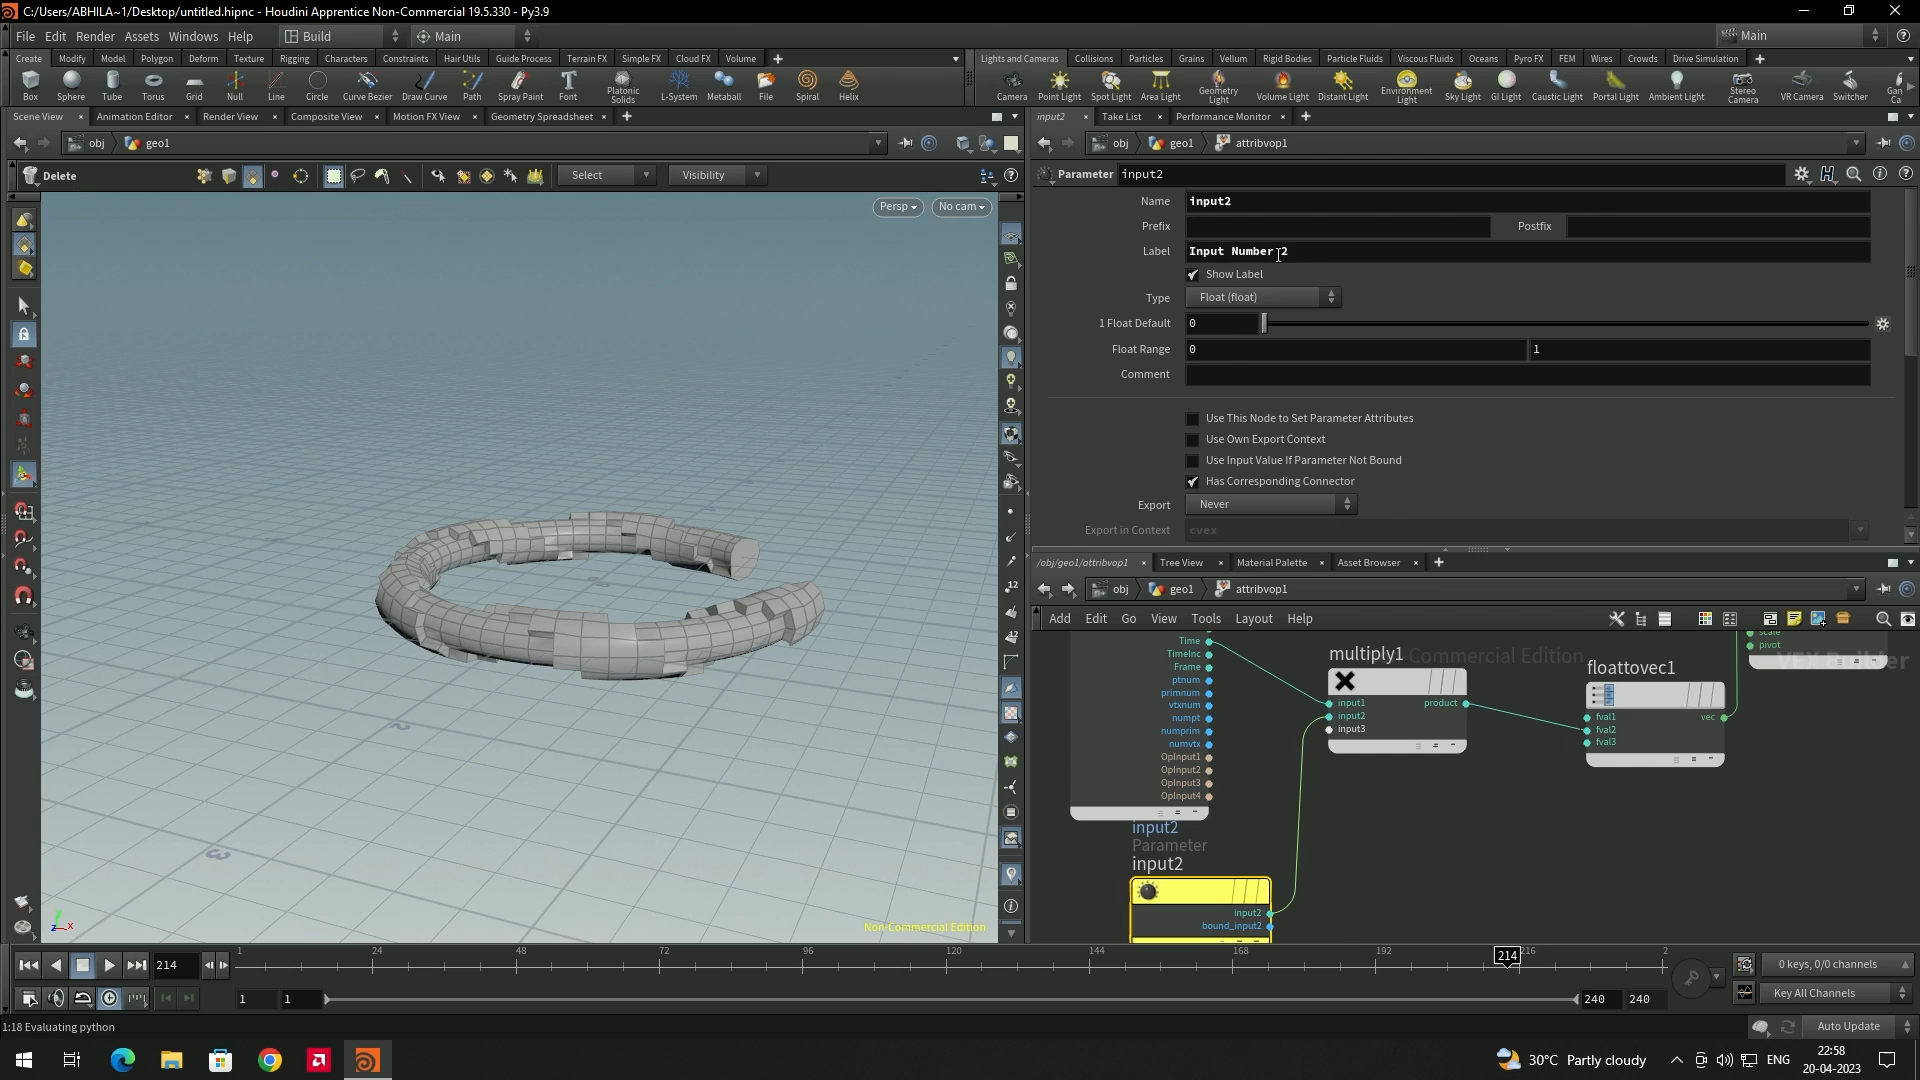 C:/Users/ABHILA~1/Desktop/untitled.hipnc - Houdini Apprentice Non-Commercial 19.5.330 - Py3.9
File Edit Render Assets Windows Help Build Main Main
Create Modify Model Polygon Deform Texture Rigging Characters Constraints Hair Utils Guide Process Terrain FX Simple FX Cloud FX Volume
Lights and Cameras Collisions Particles Grains Vellum Rigid Bodies Particle Fluids Viscous Fluids Oceans Pyro FX FEM Wires Crowds Drive Simulation
Box Sphere Tube Torus Grid Null Line Circle Curve Bezier Draw Curve Path Spray Paint Font Platonic Solids L-System Metaball File Spiral Helix
Camera Point Light Spot Light Area Light Geometry Light Volume Light Distant Light Environment Light Sky Light GI Light Caustic Light Portal Light Ambient Light Stereo Camera VR Camera Switcher Gan Ca
Scene View Animation Editor Render View Composite View Motion FX View Geometry Spreadsheet
input2 Take List Performance Monitor
obj geo1
obj geo1 attribvop1
Delete Select Visibility
Persp No cam
Parameter input2
Name input2
Prefix Postfix
Label Input Number 2
Show Label
Type Float (float)
1 Float Default 0
Float Range 0 1
Comment
Use This Node to Set Parameter Attributes
Use Own Export Context
Use Input Value If Parameter Not Bound
Has Corresponding Connector
Export Never
Export in Context cvex
/obj/geo1/attribvop1 Tree View Material Palette Asset Browser
obj geo1 attribvop1
Add Edit Go View Tools Layout Help
Time
TimeInc
Frame
ptnum
primnum
vtxnum
numpt
numprim
numvtx
OpInput1
OpInput2
OpInput3
OpInput4
multiply1
input1 product
input2
input3
floattovec1
fval1 vec
fval2
fval3
scale
pivot
-Commercial Edition
VEX Builder
input2
Parameter
input2
input2
bound_input2
2
3
z x
Non-Commercial Edition
214
1 24 48 72 96 120 144 168 192 216 2
214
0 keys, 0/0 channels
1 1 240 240
Key All Channels
1:18 Evaluating python
Auto Update
30°C Partly cloudy
ENG
22:58
20-04-2023